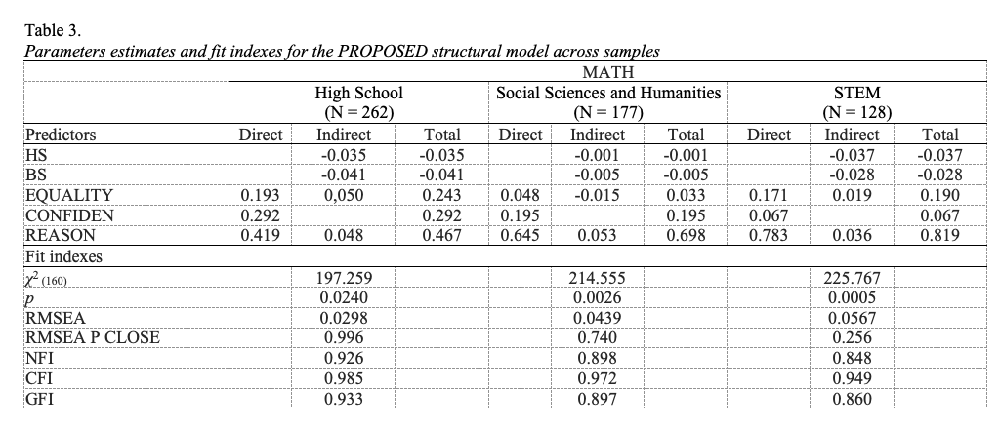 Table 3.
Parameters estimates and fit indexes for the PROPOSED structural model across samples
MATH
High School Social Sciences and Humanities STEM
(N = 262) (N = 177) (N = 128)
Predictors Direct Indirect Total Direct Indirect Total Direct Indirect Total
HS -0.035 -0.035 -0.001 -0.001 -0.037 -0.037
BS -0.041 -0.041 -0.005 -0.005 -0.028 -0.028
EQUALITY 0.193 0,050 0.243 0.048 -0.015 0.033 0.171 0.019 0.190
CONFIDEN 0.292 0.292 0.195 0.195 0.067 0.067
REASON 0.419 0.048 0.467 0.645 0.053 0.698 0.783 0.036 0.819
Fit indexes
χ² (160) 197.259 214.555 225.767
p 0.0240 0.0026 0.0005
RMSEA 0.0298 0.0439 0.0567
RMSEA P CLOSE 0.996 0.740 0.256
NFI 0.926 0.898 0.848
CFI 0.985 0.972 0.949
GFI 0.933 0.897 0.860